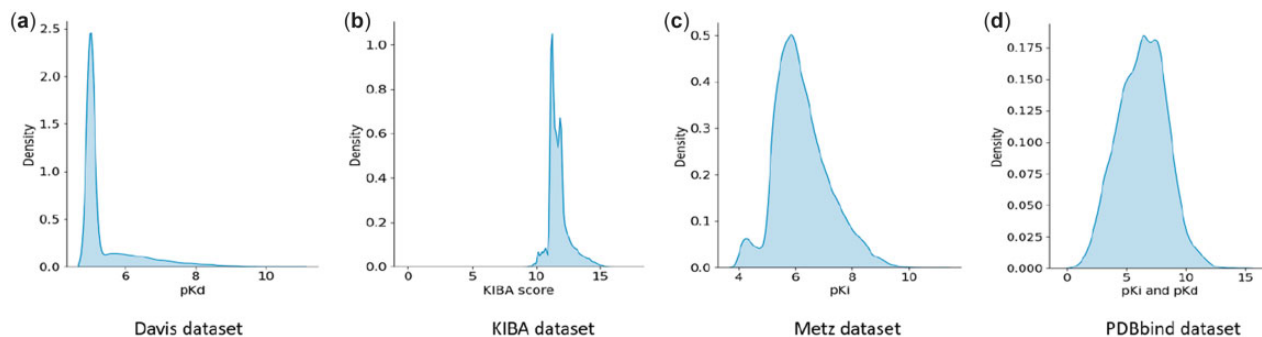 (a)
2.5
2.0
1.5
1.0
0.5
0.0
Density
6 8 10
pKd
Davis dataset
(b)
1.0
0.8
0.6
0.4
0.2
0.0
Density
0 5 10 15
KIBA score
KIBA dataset
(c)
0.5
0.4
0.3
0.2
0.1
0.0
Density
4 6 8 10
pKi
Metz dataset
(d)
0.175
0.150
0.125
0.100
0.075
0.050
0.025
0.000
Density
0 5 10 15
pKi and pKd
PDBbind dataset